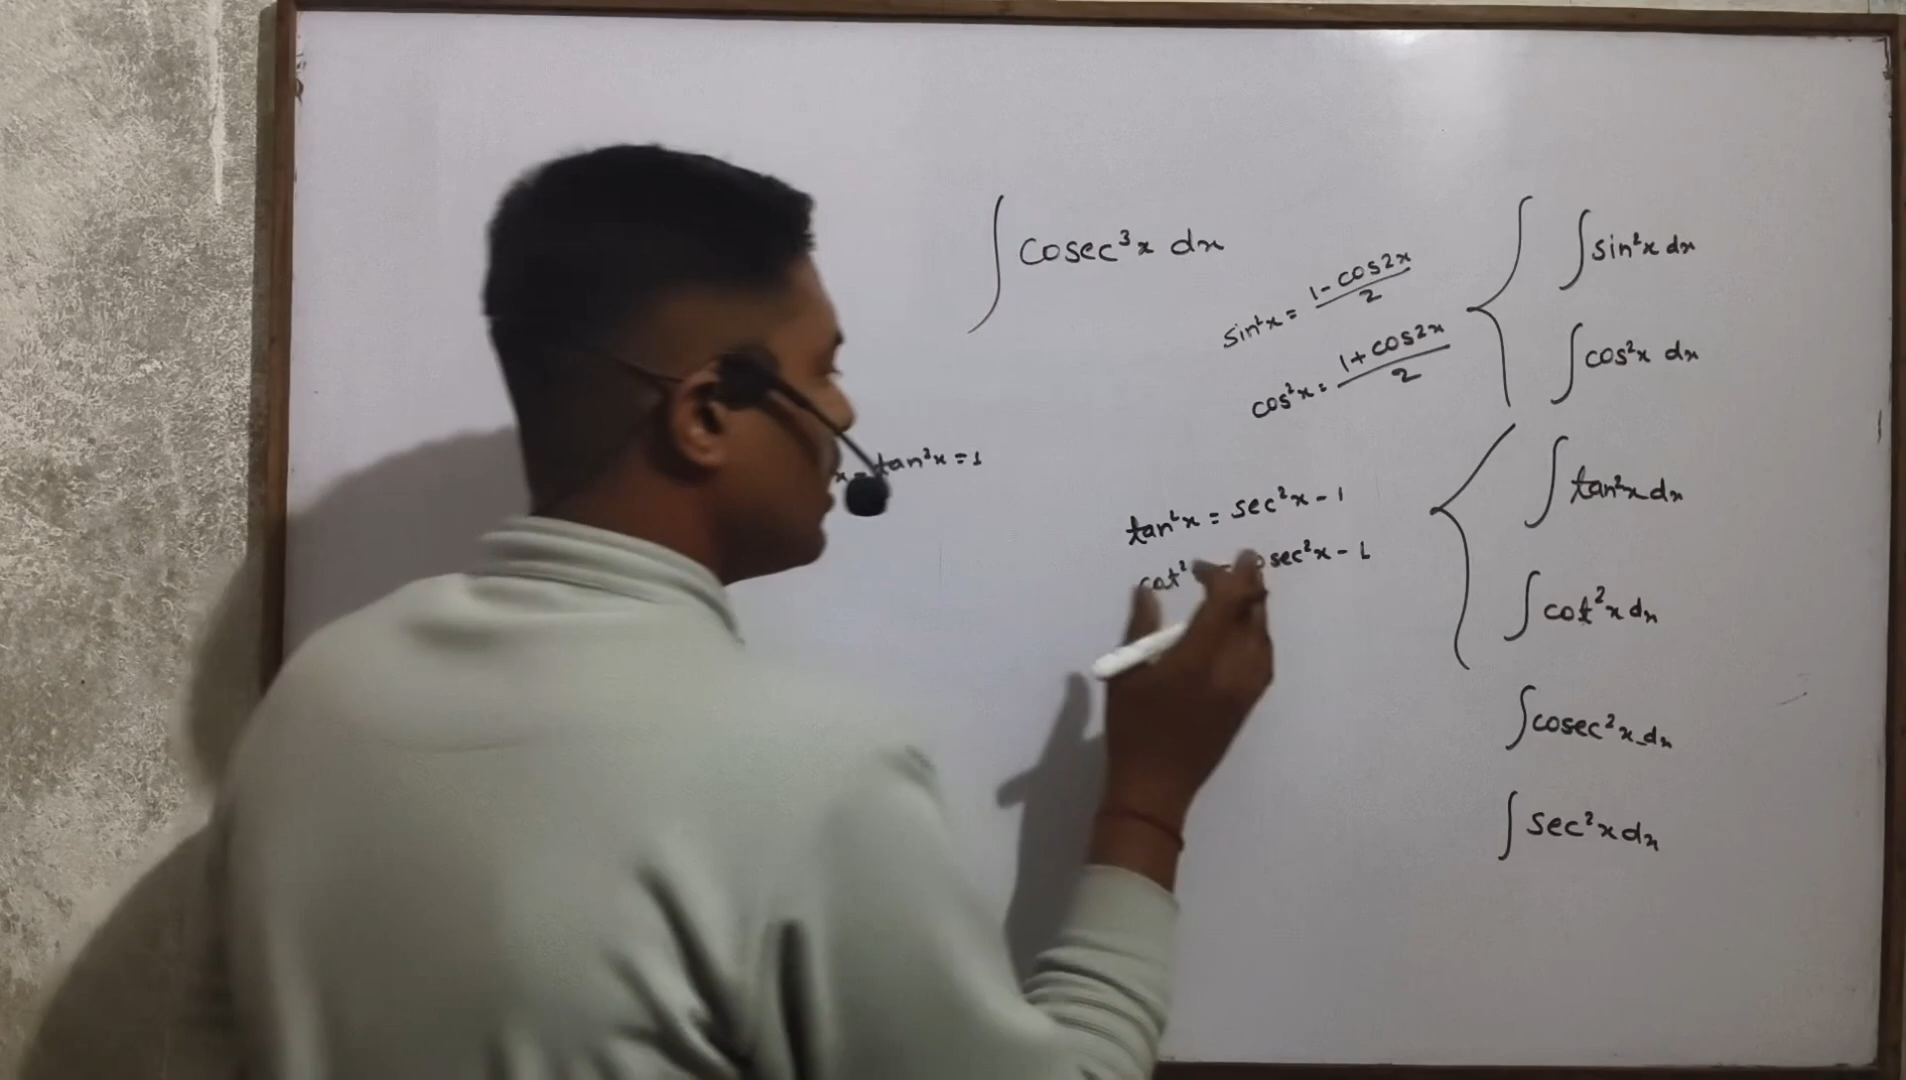 ∫ cosec³x dx
sin²x = (1 - cos2x)/2
cos²x = (1 + cos2x)/2
tan²x = 1
tan²x = sec²x - 1
cot² sec²x - 1
∫ sin²x dx
∫ cos²x dx
∫ tan²x dx
∫ cot²x dx
∫ cosec²x dx
∫ sec²x dx